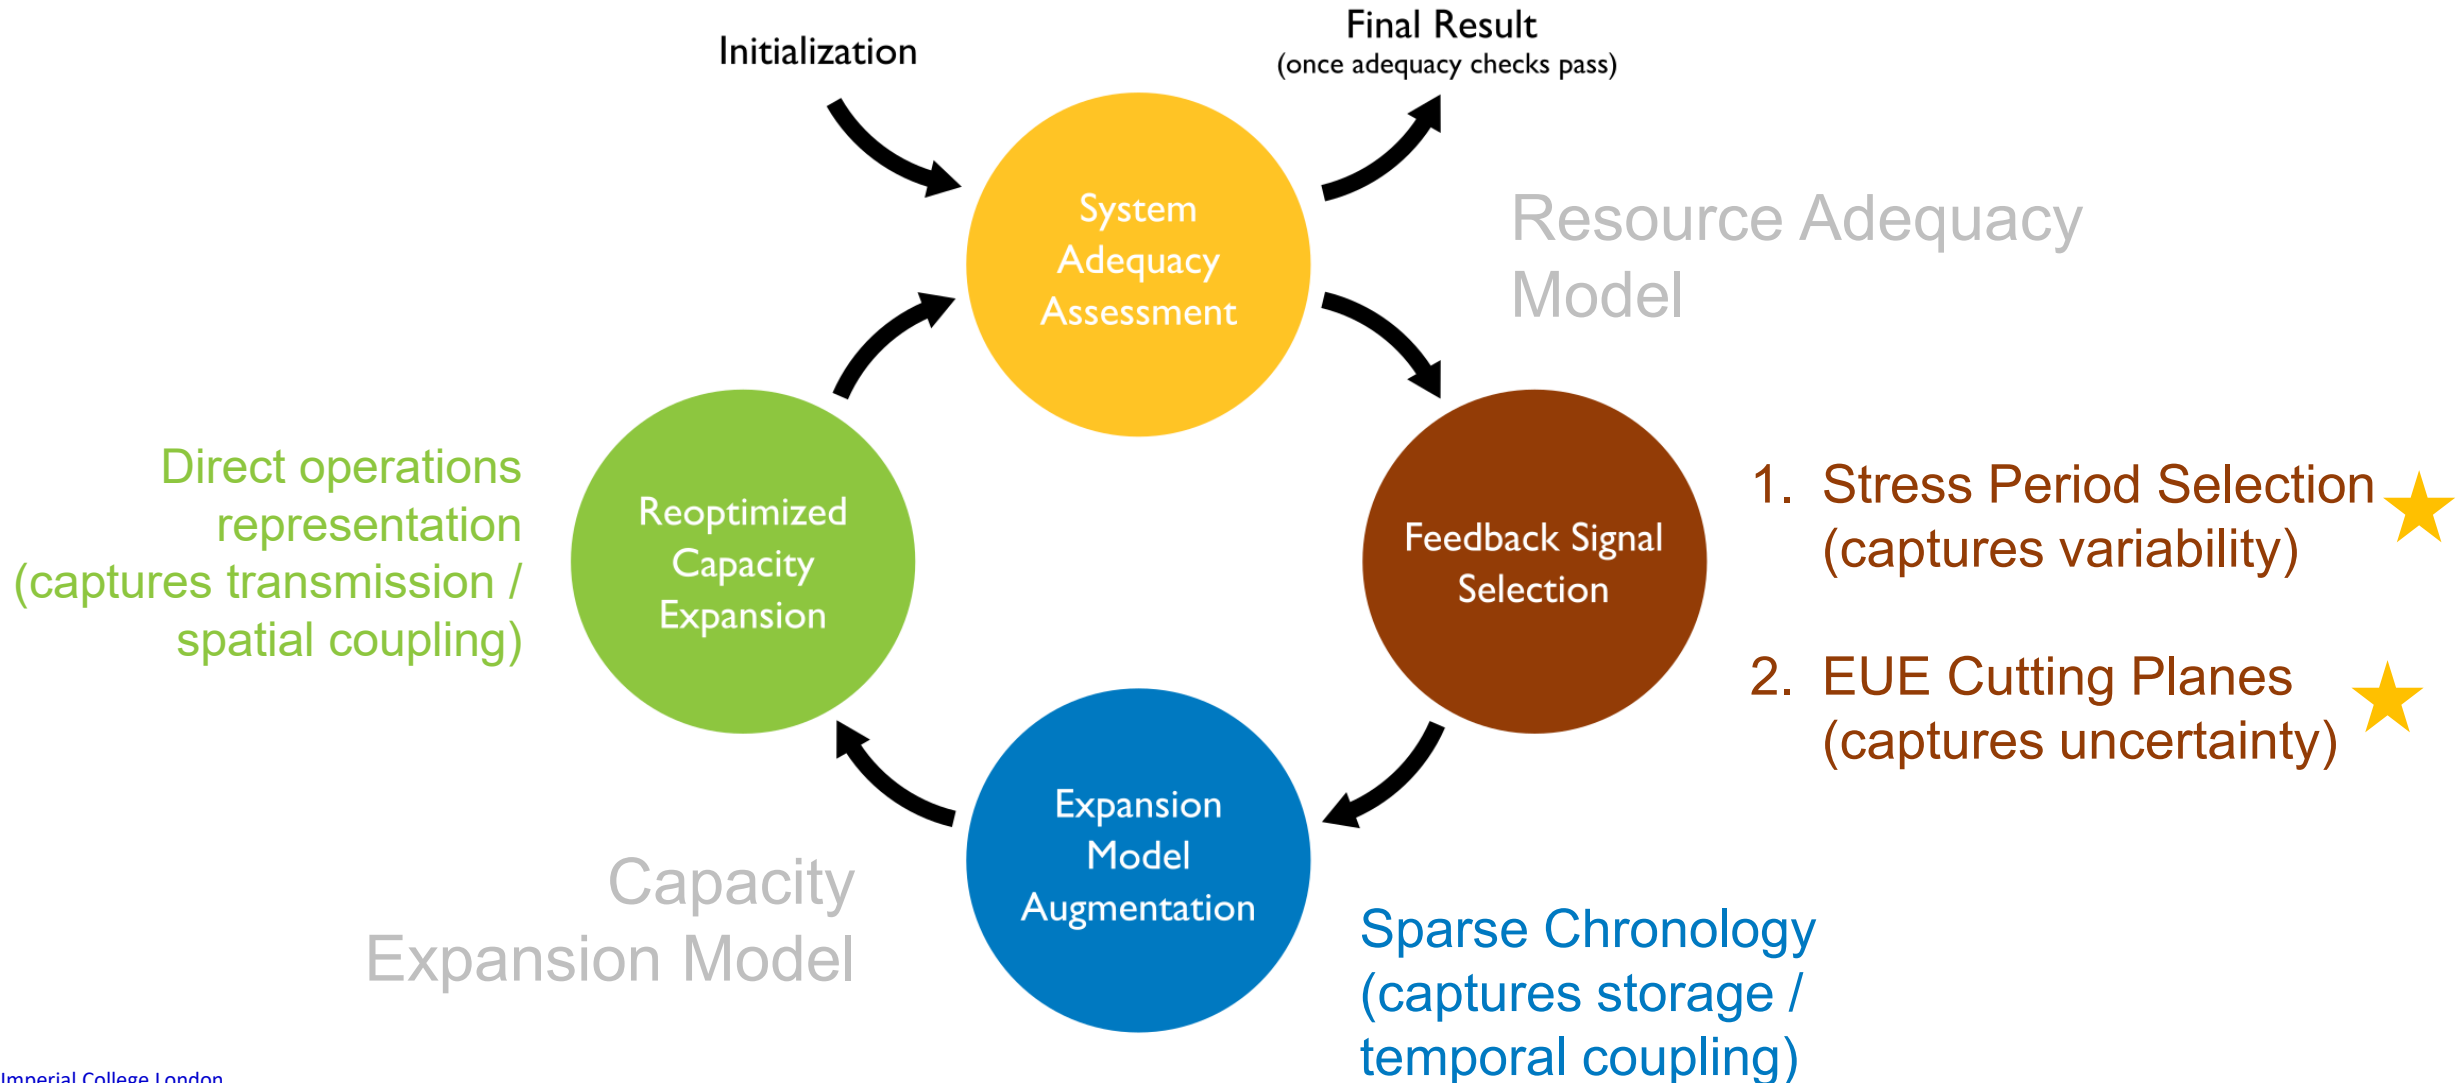 Initialization
Final Result
(once adequacy checks pass)
System
Adequacy
Assessment
Resource Adequacy
Model
Direct operations
representation
(captures transmission /
spatial coupling)
Reoptimized
Capacity
Expansion
Feedback Signal
Selection
1. Stress Period Selection
(captures variability)
2. EUE Cutting Planes
(captures uncertainty)
Expansion
Model
Augmentation
Capacity
Expansion Model
Sparse Chronology
(captures storage /
temporal coupling)
Imperial College London